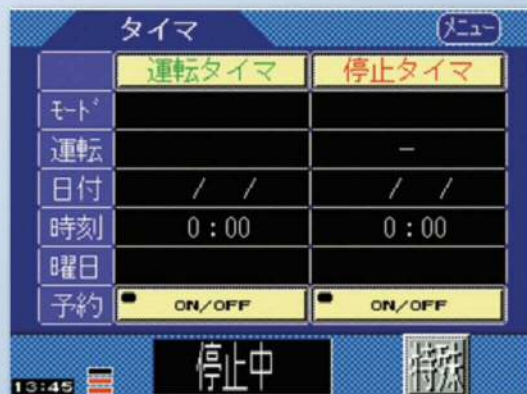 タイマ メニュー
運転タイマ 停止タイマ
ﾓｰﾄﾞ
運転 －
日付 / / / /
時刻 0:00 0:00
曜日
予約 ON/OFF ON/OFF
13:45 停止中 特殊